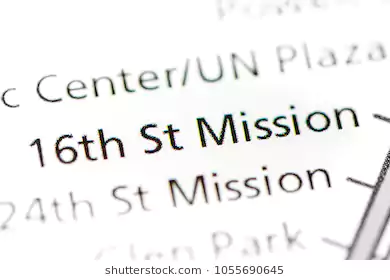 c Center/UN Plaza
16th St Mission
24th St Mission
Glen Park
shutterstock.com • 1055690645